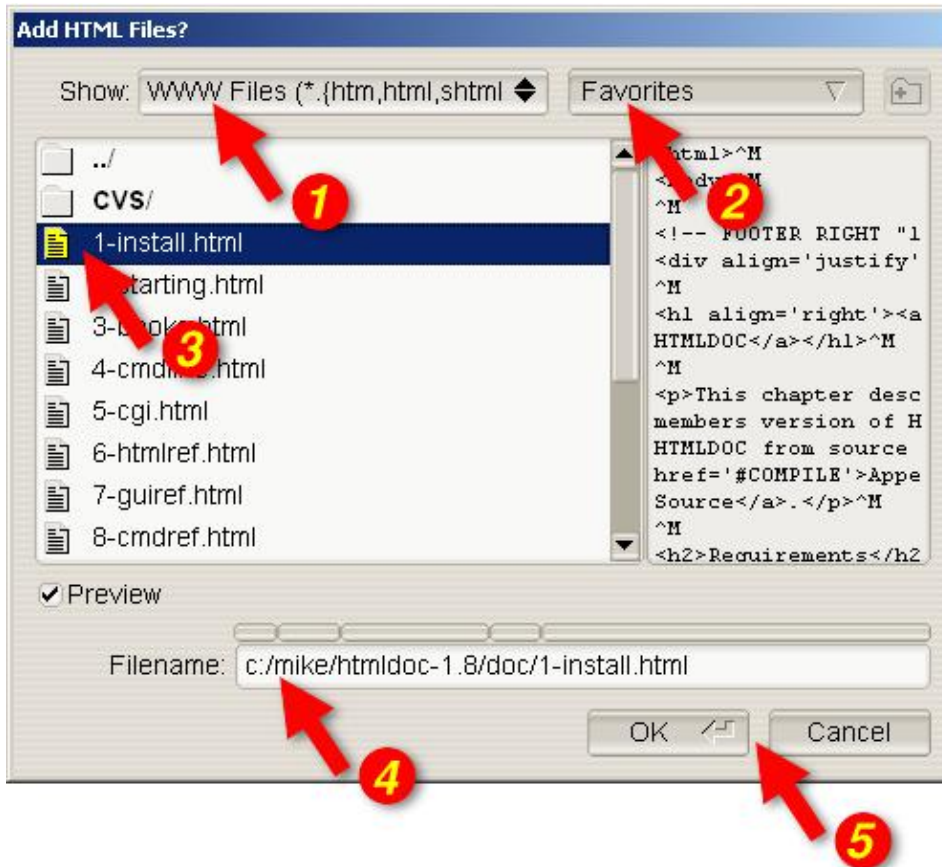 Add HTML Files?
Show: WWW Files (*.{htm,html,shtml Favorites
1
2
../
CVS/
1-install.html
starting.html
3-books.html
4-cmdline.html
5-cgi.html
6-htmlref.html
7-guiref.html
8-cmdref.html
3
html>^M
^M
^M
<!-- FOOTER RIGHT "1
<div align='justify'
^M
<h1 align='right'><a
HTMLDOC</a></h1>^M
^M
<p>This chapter desc
members version of H
HTMLDOC from source
href='#COMPILE'>Appe
Source</a>.</p>^M
^M
<h2>Requirements</h2
Preview
Filename: c:/mike/htmldoc-1.8/doc/1-install.html
4
OK Cancel
5